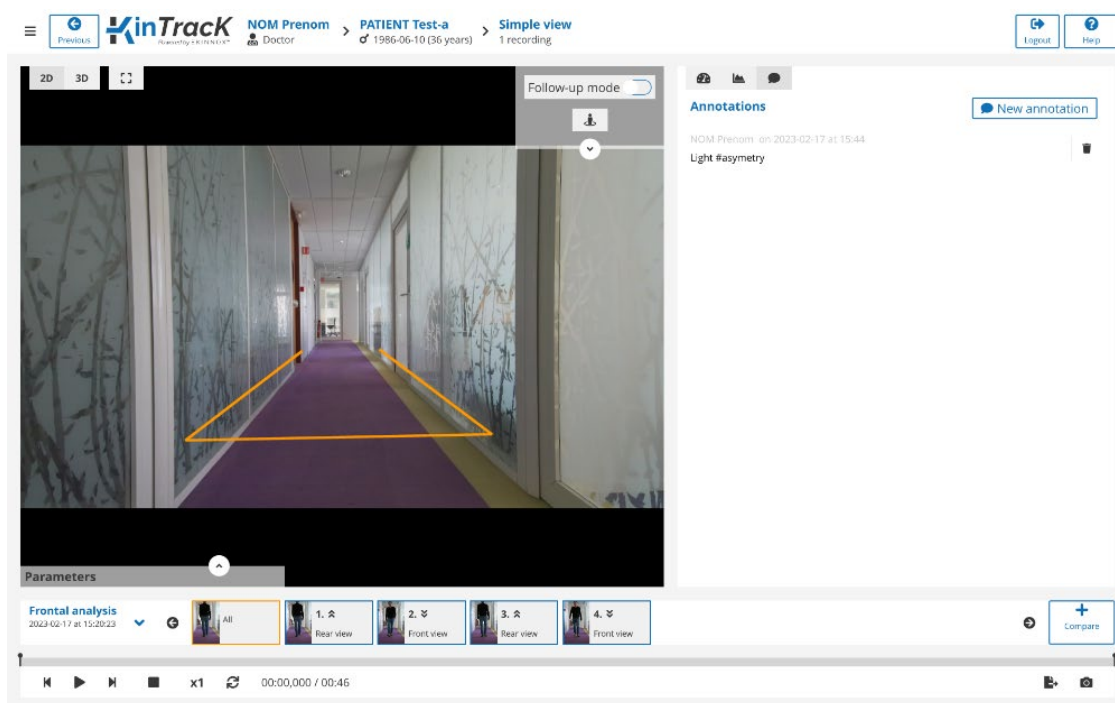 Previous
KinTracK
Powered by EKINNOX™
NOM Prenom
Doctor
PATIENT Test-a
1986-06-10 (36 years)
Simple view
1 recording
Logout
Help
2D 3D
Follow-up mode
Annotations
New annotation
NOM Prenom on 2023-02-17 at 15:44
Light #asymetry
Parameters
Frontal analysis
2023-02-17 at 15:20:23
All
1.
Rear view
2.
Front view
3.
Rear view
4.
Front view
Compare
x1
00:00,000 / 00:46